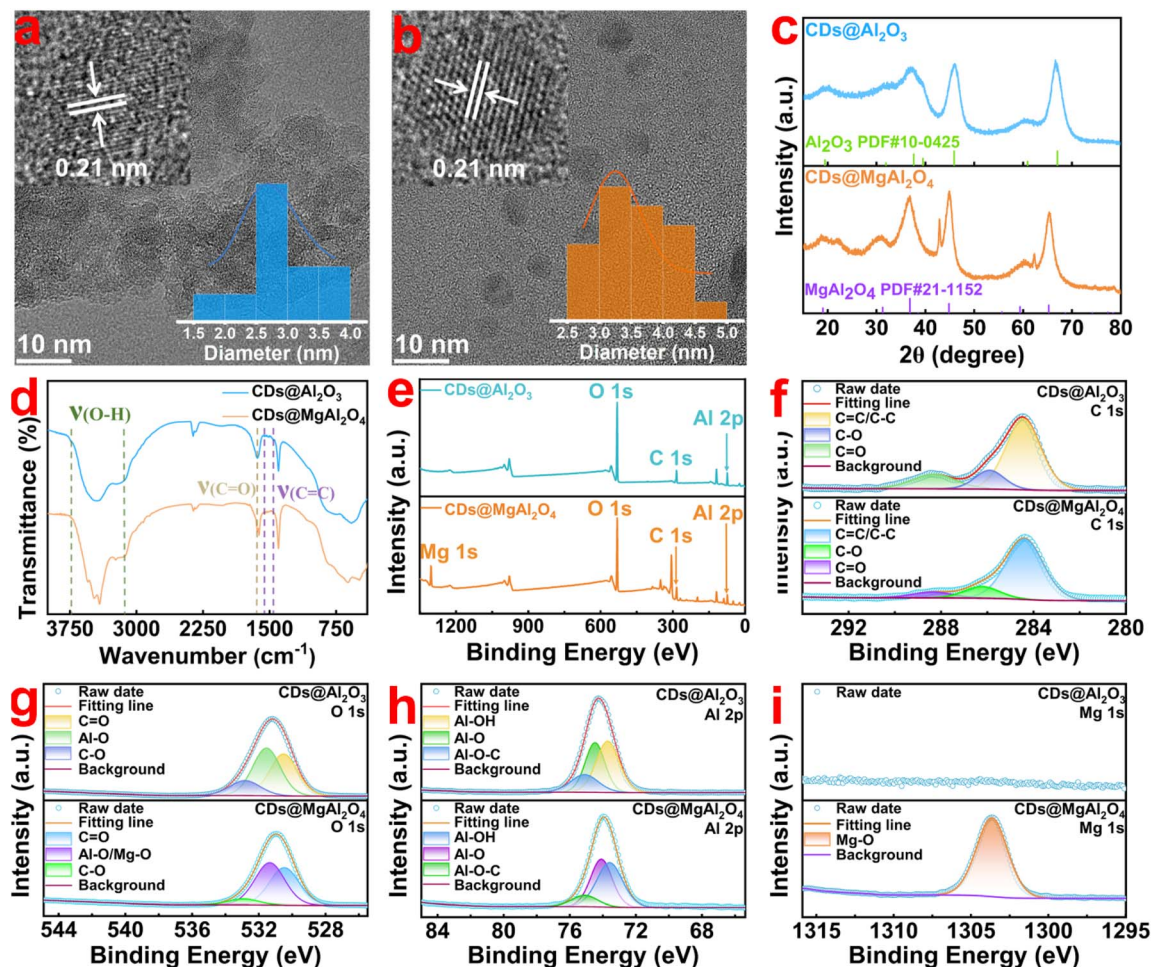 a
0.21 nm
10 nm
1.5 2.0 2.5 3.0 3.5 4.0
Diameter (nm)
b
0.21 nm
10 nm
2.5 3.0 3.5 4.0 4.5 5.0
Diameter (nm)
c
CDs@Al₂O₃
Al₂O₃ PDF#10-0425
CDs@MgAl₂O₄
MgAl₂O₄ PDF#21-1152
Intensity (a.u.)
20 30 40 50 60 70 80
2θ (degree)
d
CDs@Al₂O₃
CDs@MgAl₂O₄
ν(O-H)
ν(C=O)
ν(C=C)
Transmittance (%)
3750 3000 2250 1500 750
Wavenumber (cm⁻¹)
e
CDs@Al₂O₃
O 1s
Al 2p
C 1s
CDs@MgAl₂O₄
O 1s
Al 2p
C 1s
Mg 1s
Intensity (a.u.)
1200 900 600 300 0
Binding Energy (eV)
f
Raw date
Fitting line
C=C/C-C
C-O
C=O
Background
CDs@Al₂O₃
C 1s
Raw date
Fitting line
C=C/C-C
C-O
C=O
Background
CDs@MgAl₂O₄
C 1s
Intensity (a.u.)
292 288 284 280
Binding Energy (eV)
g
Raw date
Fitting line
C=O
Al-O
C-O
Background
CDs@Al₂O₃
O 1s
Raw date
Fitting line
C=O
Al-O/Mg-O
C-O
Background
CDs@MgAl₂O₄
O 1s
Intensity (a.u.)
544 540 536 532 528
Binding Energy (eV)
h
Raw date
Fitting line
Al-OH
Al-O
Al-O-C
Background
CDs@Al₂O₃
Al 2p
Raw date
Fitting line
Al-OH
Al-O
Al-O-C
Background
CDs@MgAl₂O₄
Al 2p
Intensity (a.u.)
84 78 72 66
Binding Energy (eV)
i
Raw date
CDs@Al₂O₃
Mg 1s
Raw date
Fitting line
Mg-O
Background
CDs@MgAl₂O₄
Mg 1s
Intensity (a.u.)
1315 1310 1305 1300 1295
Binding Energy (eV)